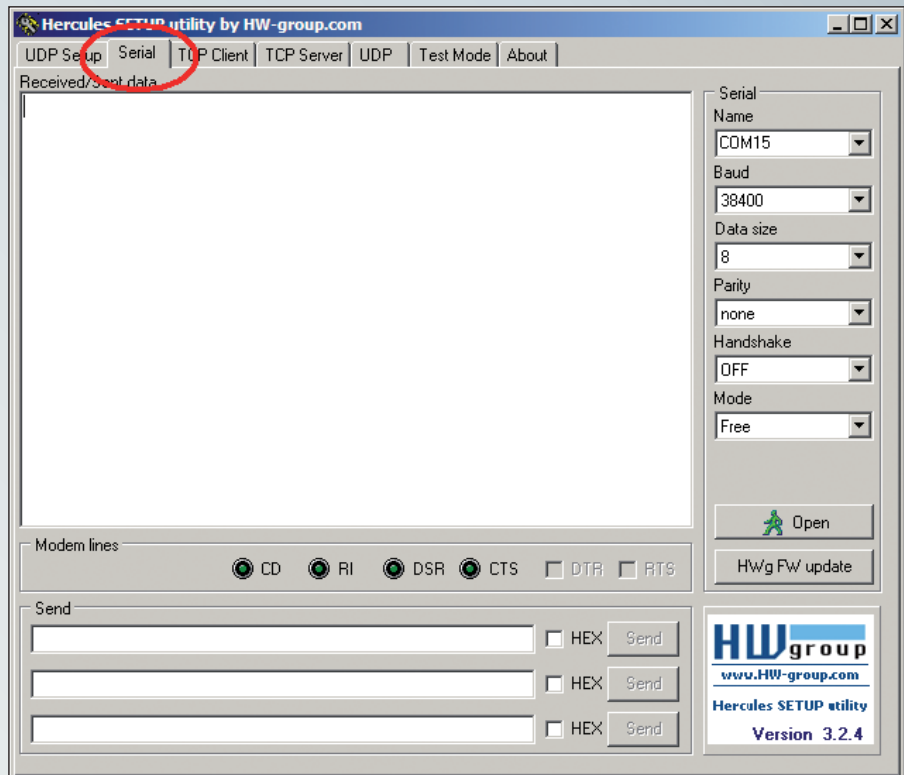 Hercules SETUP utility by HW-group.com
UDP Setup Serial TCP Client TCP Server UDP Test Mode About
Received/Sent data
Serial
Name
COM15
Baud
38400
Data size
8
Parity
none
Handshake
OFF
Mode
Free
Open
HWg FW update
Modem lines
CD RI DSR CTS DTR RTS
Send
HEX Send
HEX Send
HEX Send
HW group
www.HW-group.com
Hercules SETUP utility
Version 3.2.4